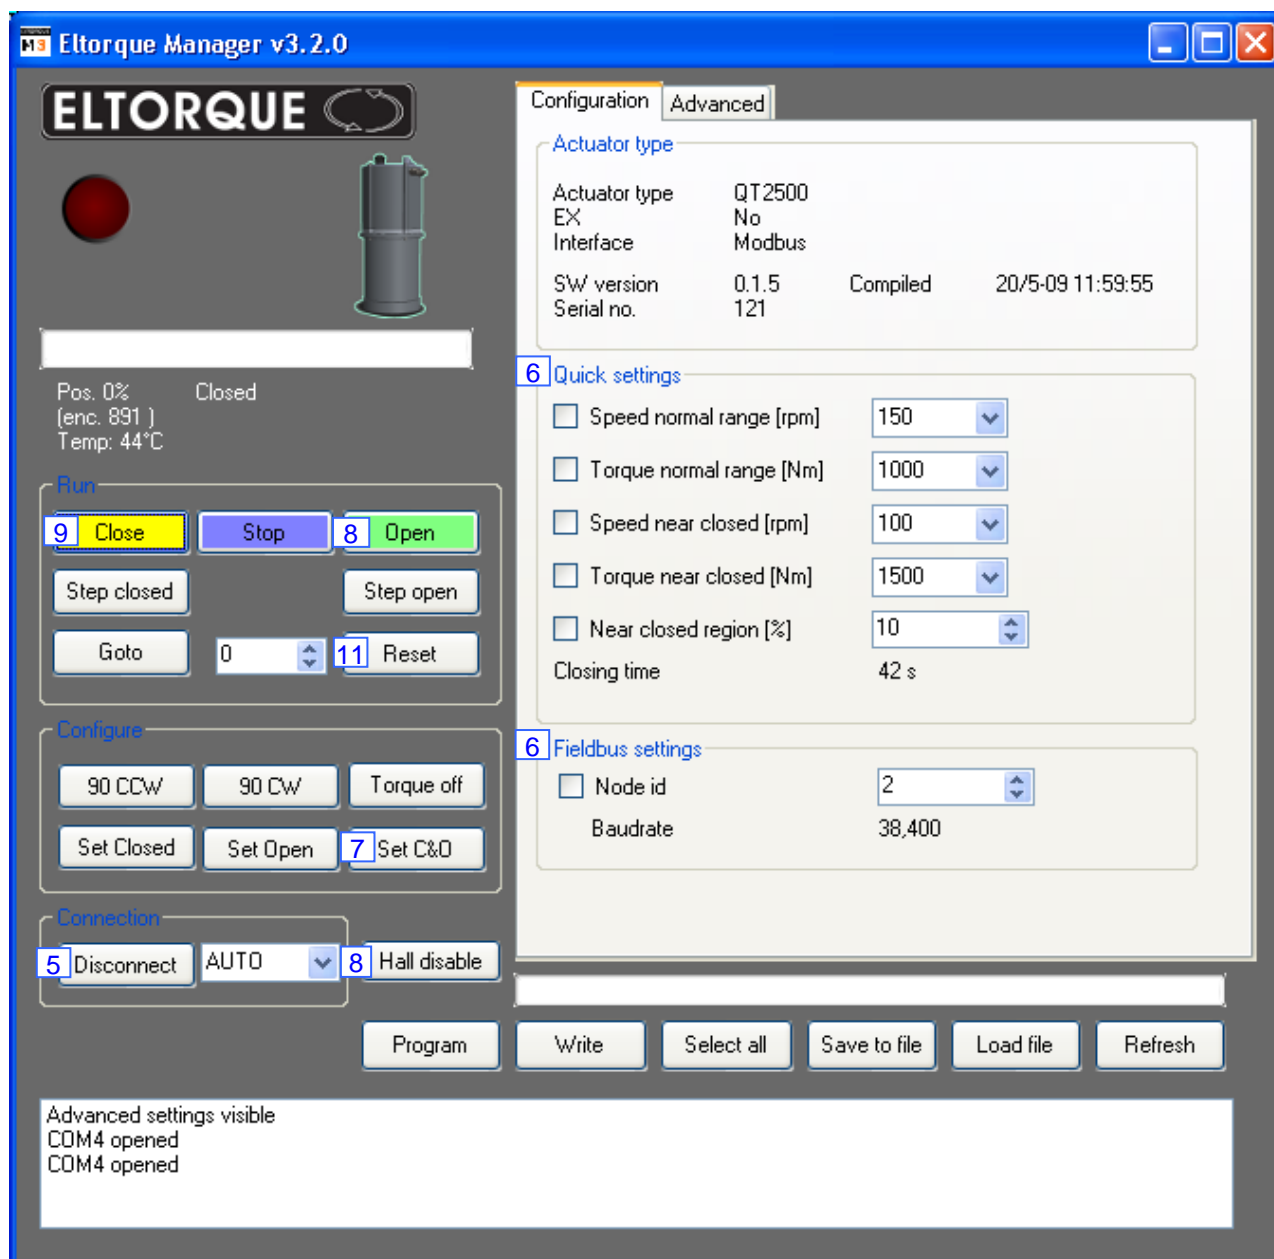 Eltorque Manager v3.2.0
ELTORQUE
Pos. 0% Closed
(enc. 891 )
Temp: 44°C
Run
9 Close Stop 8 Open
Step closed Step open
Goto 0 11 Reset
Configure
90 CCW 90 CW Torque off
Set Closed Set Open 7 Set C&O
Connection
5 Disconnect AUTO 8 Hall disable
Configuration Advanced
Actuator type
Actuator type QT2500
EX No
Interface Modbus
SW version 0.1.5 Compiled 20/5-09 11:59:55
Serial no. 121
6 Quick settings
Speed normal range [rpm] 150
Torque normal range [Nm] 1000
Speed near closed [rpm] 100
Torque near closed [Nm] 1500
Near closed region [%] 10
Closing time 42 s
6 Fieldbus settings
Node id 2
Baudrate 38,400
Program Write Select all Save to file Load file Refresh
Advanced settings visible
COM4 opened
COM4 opened